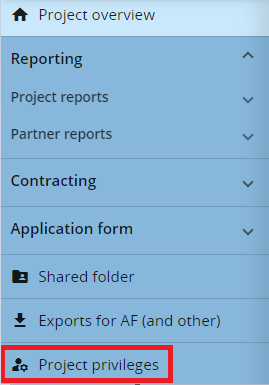 Project overview
Reporting
Project reports
Partner reports
Contracting
Application form
Shared folder
Exports for AF (and other)
Project privileges